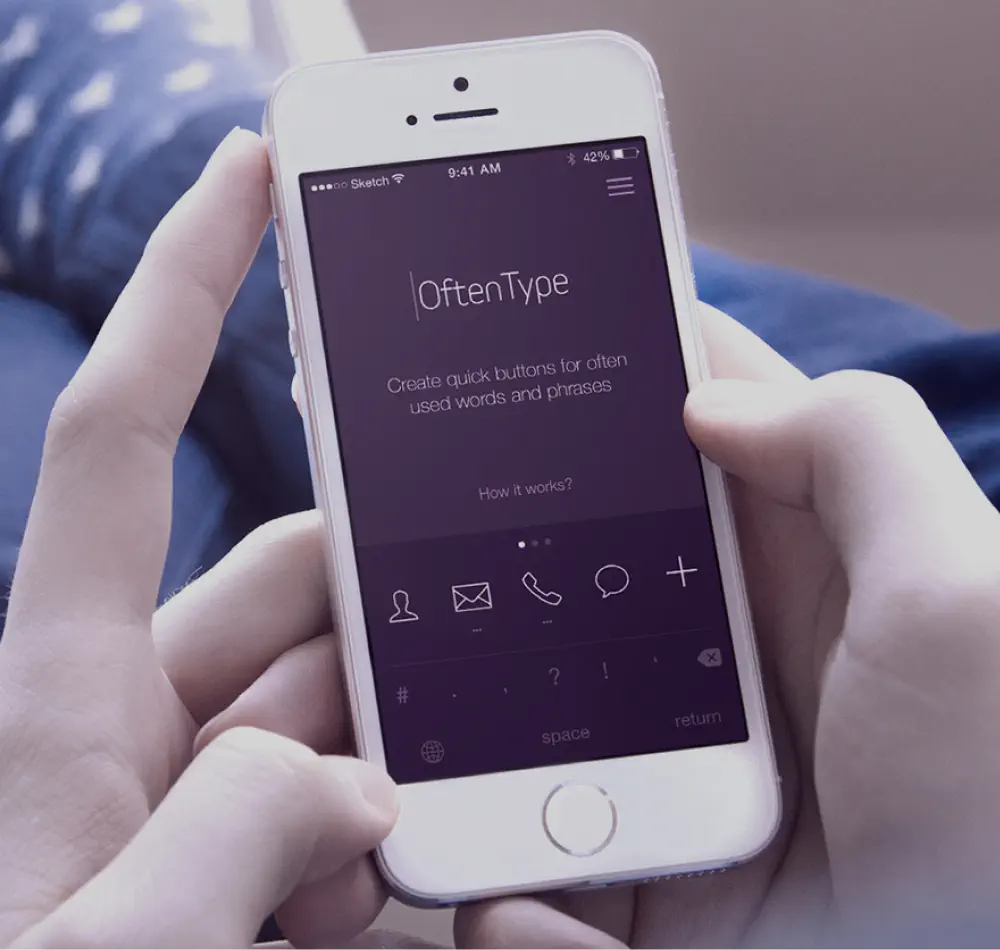 Sketch 9:41 AM 42%
OftenType
Create quick buttons for often
used words and phrases
How it works?
# . , ? ! '
space return